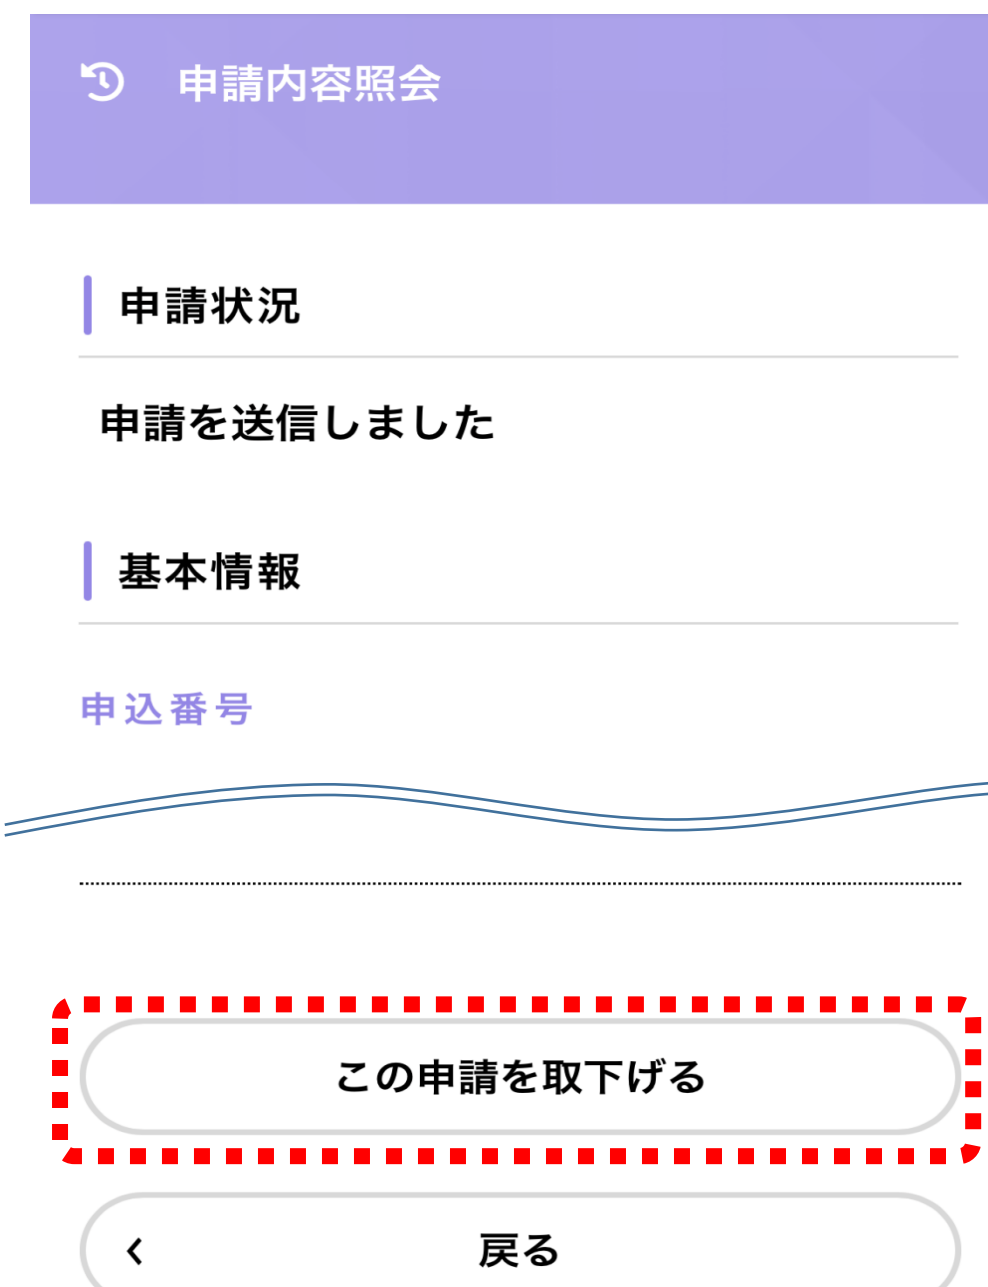 申請内容照会
申請状況
申請を送信しました
基本情報
申込番号
この申請を取下げる
戻る